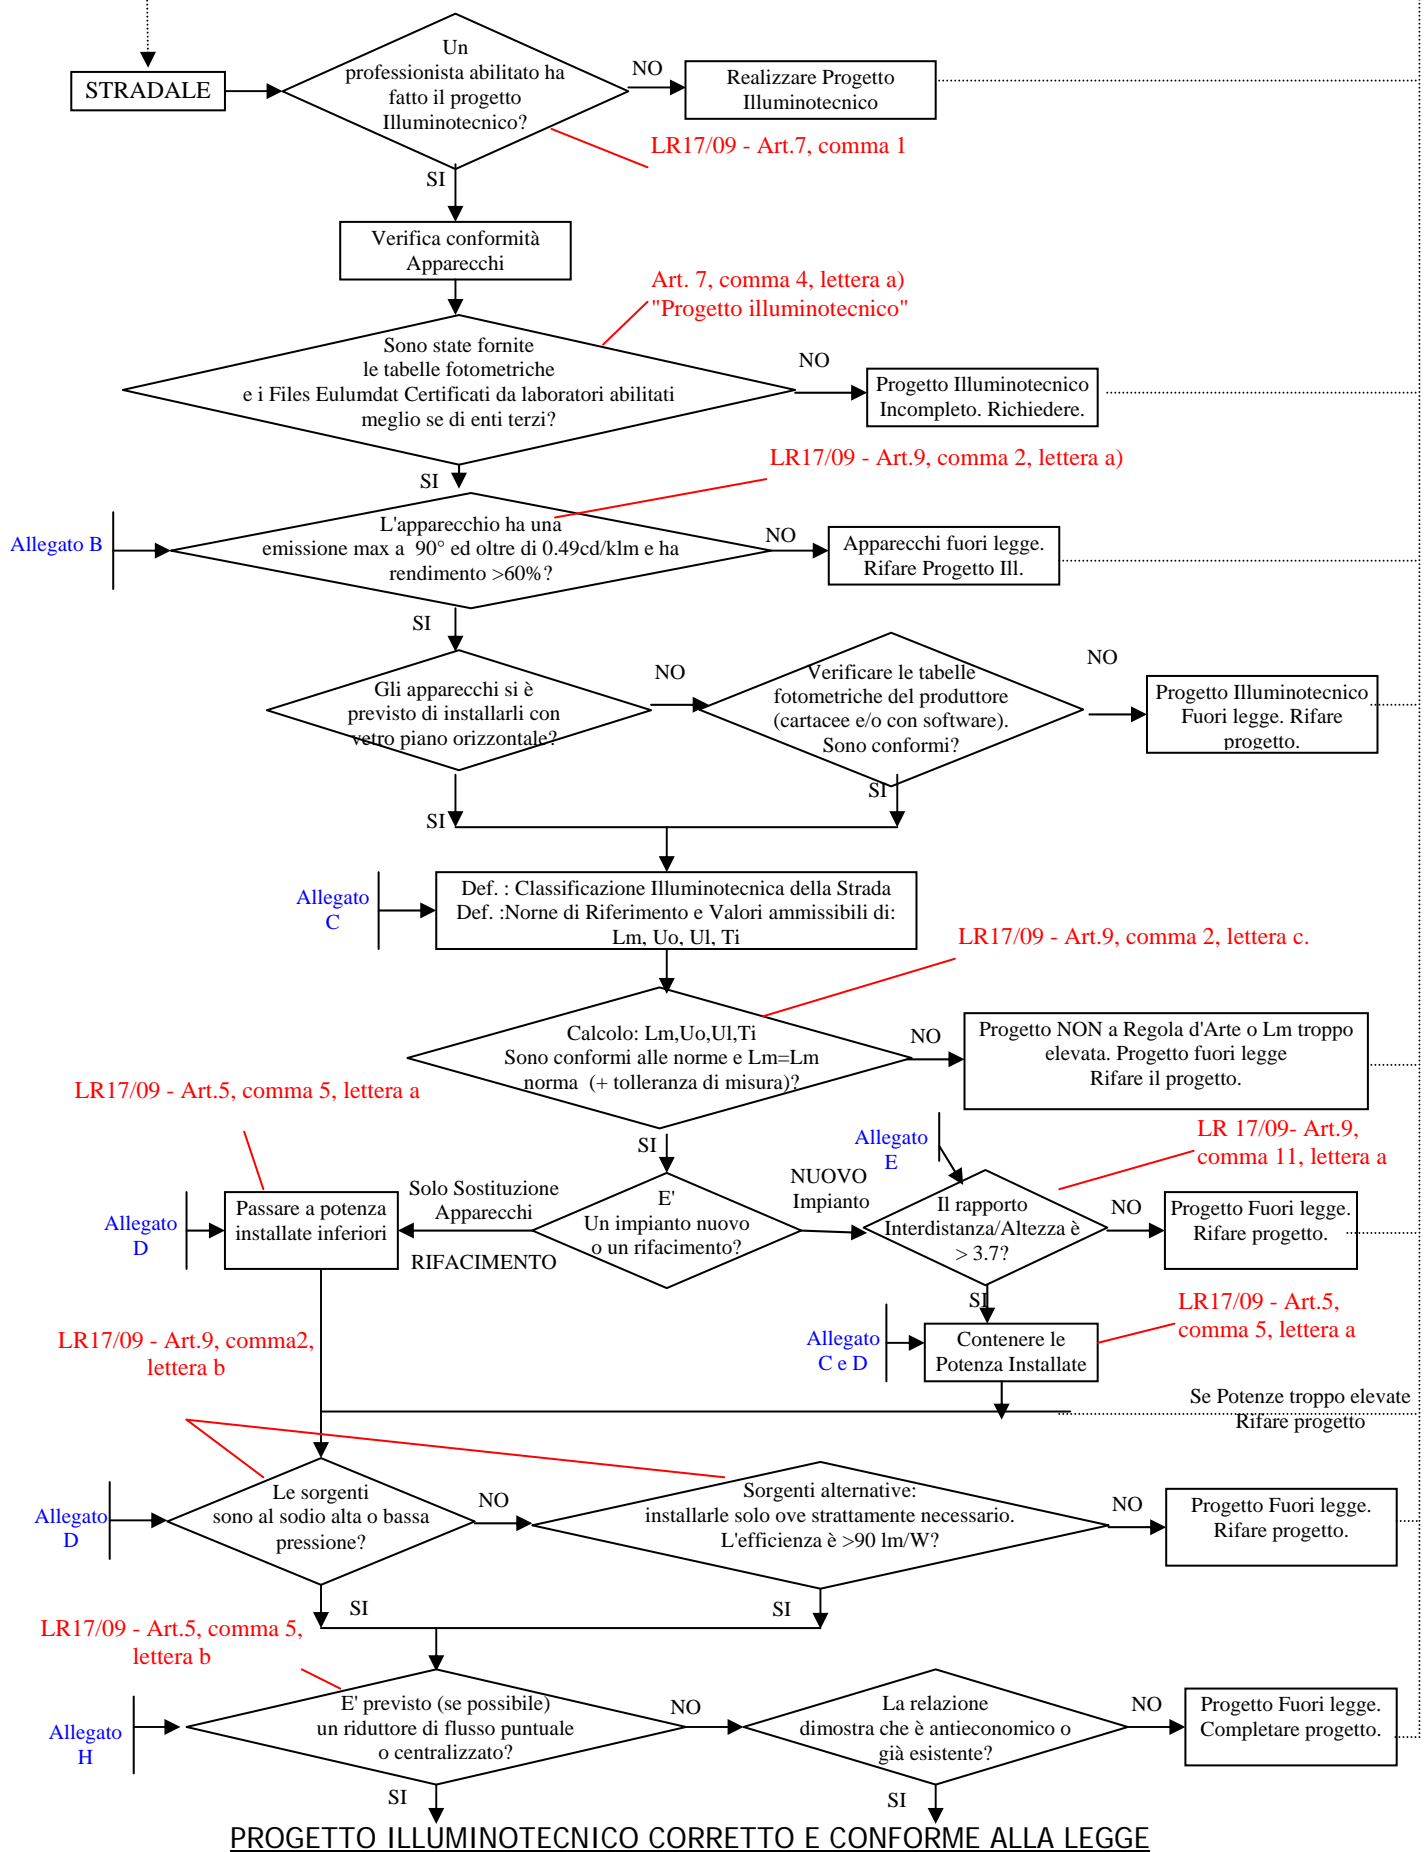 Un
professionista abilitato ha
fatto il progetto
Illuminotecnico?
STRADALE
NO
Realizzare Progetto
Illuminotecnico
LR17/09 - Art.7, comma 1
SI
Verifica conformità
Apparecchi
Art. 7, comma 4, lettera a)
"Progetto illuminotecnico"
Sono state fornite
le tabelle fotometriche
e i Files Eulumdat Certificati da laboratori abilitati
meglio se di enti terzi?
NO
Progetto Illuminotecnico
Incompleto. Richiedere.
LR17/09 - Art.9, comma 2, lettera a)
SI
Allegato B
L'apparecchio ha una
emissione max a 90° ed oltre di 0.49cd/klm e ha
rendimento >60%?
NO
Apparecchi fuori legge.
Rifare Progetto Ill.
SI
Gli apparecchi si è
previsto di installarli con
vetro piano orizzontale?
NO
Verificare le tabelle
fotometriche del produttore
(cartacee e/o con software).
Sono conformi?
NO
Progetto Illuminotecnico
Fuori legge. Rifare
progetto.
SI
SI
Allegato
C
Def. : Classificazione Illuminotecnica della Strada
Def. :Norne di Riferimento e Valori ammissibili di:
Lm, Uo, Ul, Ti
LR17/09 - Art.9, comma 2, lettera c.
Calcolo: Lm,Uo,Ul,Ti
Sono conformi alle norme e Lm=Lm
norma (+ tolleranza di misura)?
NO
Progetto NON a Regola d'Arte o Lm troppo
elevata. Progetto fuori legge
Rifare il progetto.
LR17/09 - Art.5, comma 5, lettera a
SI
Allegato
E
LR 17/09- Art.9,
comma 11, lettera a
Allegato
D
Passare a potenza
installate inferiori
Solo Sostituzione
Apparecchi
RIFACIMENTO
E'
Un impianto nuovo
o un rifacimento?
NUOVO
Impianto
Il rapporto
Interdistanza/Altezza è
> 3.7?
NO
Progetto Fuori legge.
Rifare progetto.
SI
LR17/09 - Art.5,
comma 5, lettera a
LR17/09 - Art.9, comma2,
lettera b
Allegato
C e D
Contenere le
Potenza Installate
Se Potenze troppo elevate
Rifare progetto
Allegato
D
Le sorgenti
sono al sodio alta o bassa
pressione?
NO
Sorgenti alternative:
installarle solo ove strattamente necessario.
L'efficienza è >90 lm/W?
NO
Progetto Fuori legge.
Rifare progetto.
SI
SI
LR17/09 - Art.5, comma 5,
lettera b
Allegato
H
E' previsto (se possibile)
un riduttore di flusso puntuale
o centralizzato?
NO
La relazione
dimostra che è antieconomico o
già esistente?
NO
Progetto Fuori legge.
Completare progetto.
SI
SI
PROGETTO ILLUMINOTECNICO CORRETTO E CONFORME ALLA LEGGE